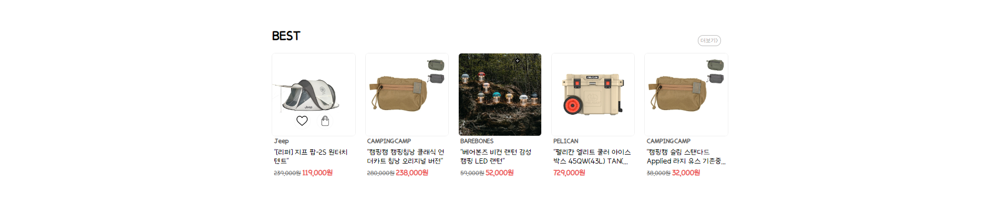 BEST
더보기>
Jeep
PELICAN
BAREBONES
Jeep
"[리퍼] 지프 팝-2S 원터치
텐트"
239,000원 119,000원
CAMPING·CAMP
"캠핑캠 캠핑침낭 클래식 언
더카트 침낭 오리지널 버전"
280,000원 238,000원
BAREBONES
"베어본즈 비컨 랜턴 감성
캠핑 LED 랜턴"
59,000원 52,000원
PELICAN
"펠리칸 엘리트 쿨러 아이스
박스 45QW(43L) TAN(...
729,000원
CAMPING·CAMP
"캠핑캠 슬림 스탠다드
Applied 라지 유스 기존중...
38,000원 32,000원